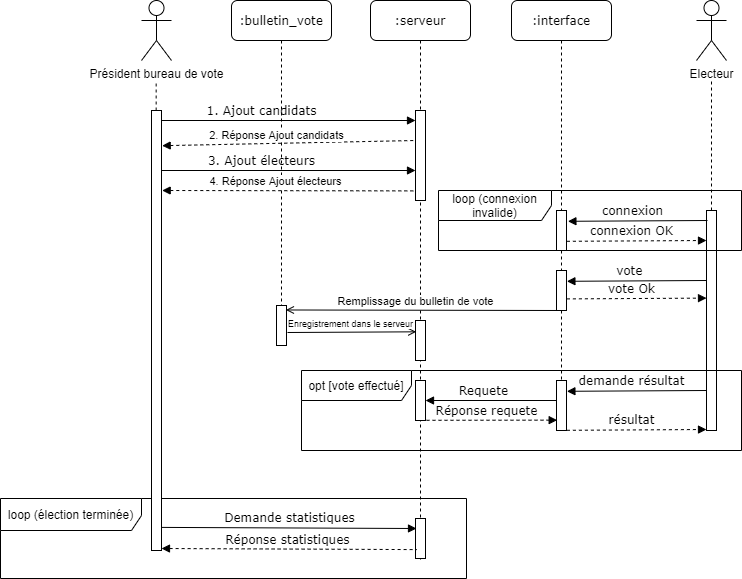 :bulletin_vote
:serveur
:interface
Président bureau de vote
Electeur
1. Ajout candidats
2. Réponse Ajout candidats
3. Ajout électeurs
4. Réponse Ajout électeurs
loop (connexion
invalide)
connexion
connexion OK
vote
vote Ok
Remplissage du bulletin de vote
Enregistrement dans le serveur
opt [vote effectué]
demande résultat
Requete
Réponse requete
résultat
loop (élection terminée)
Demande statistiques
Réponse statistiques